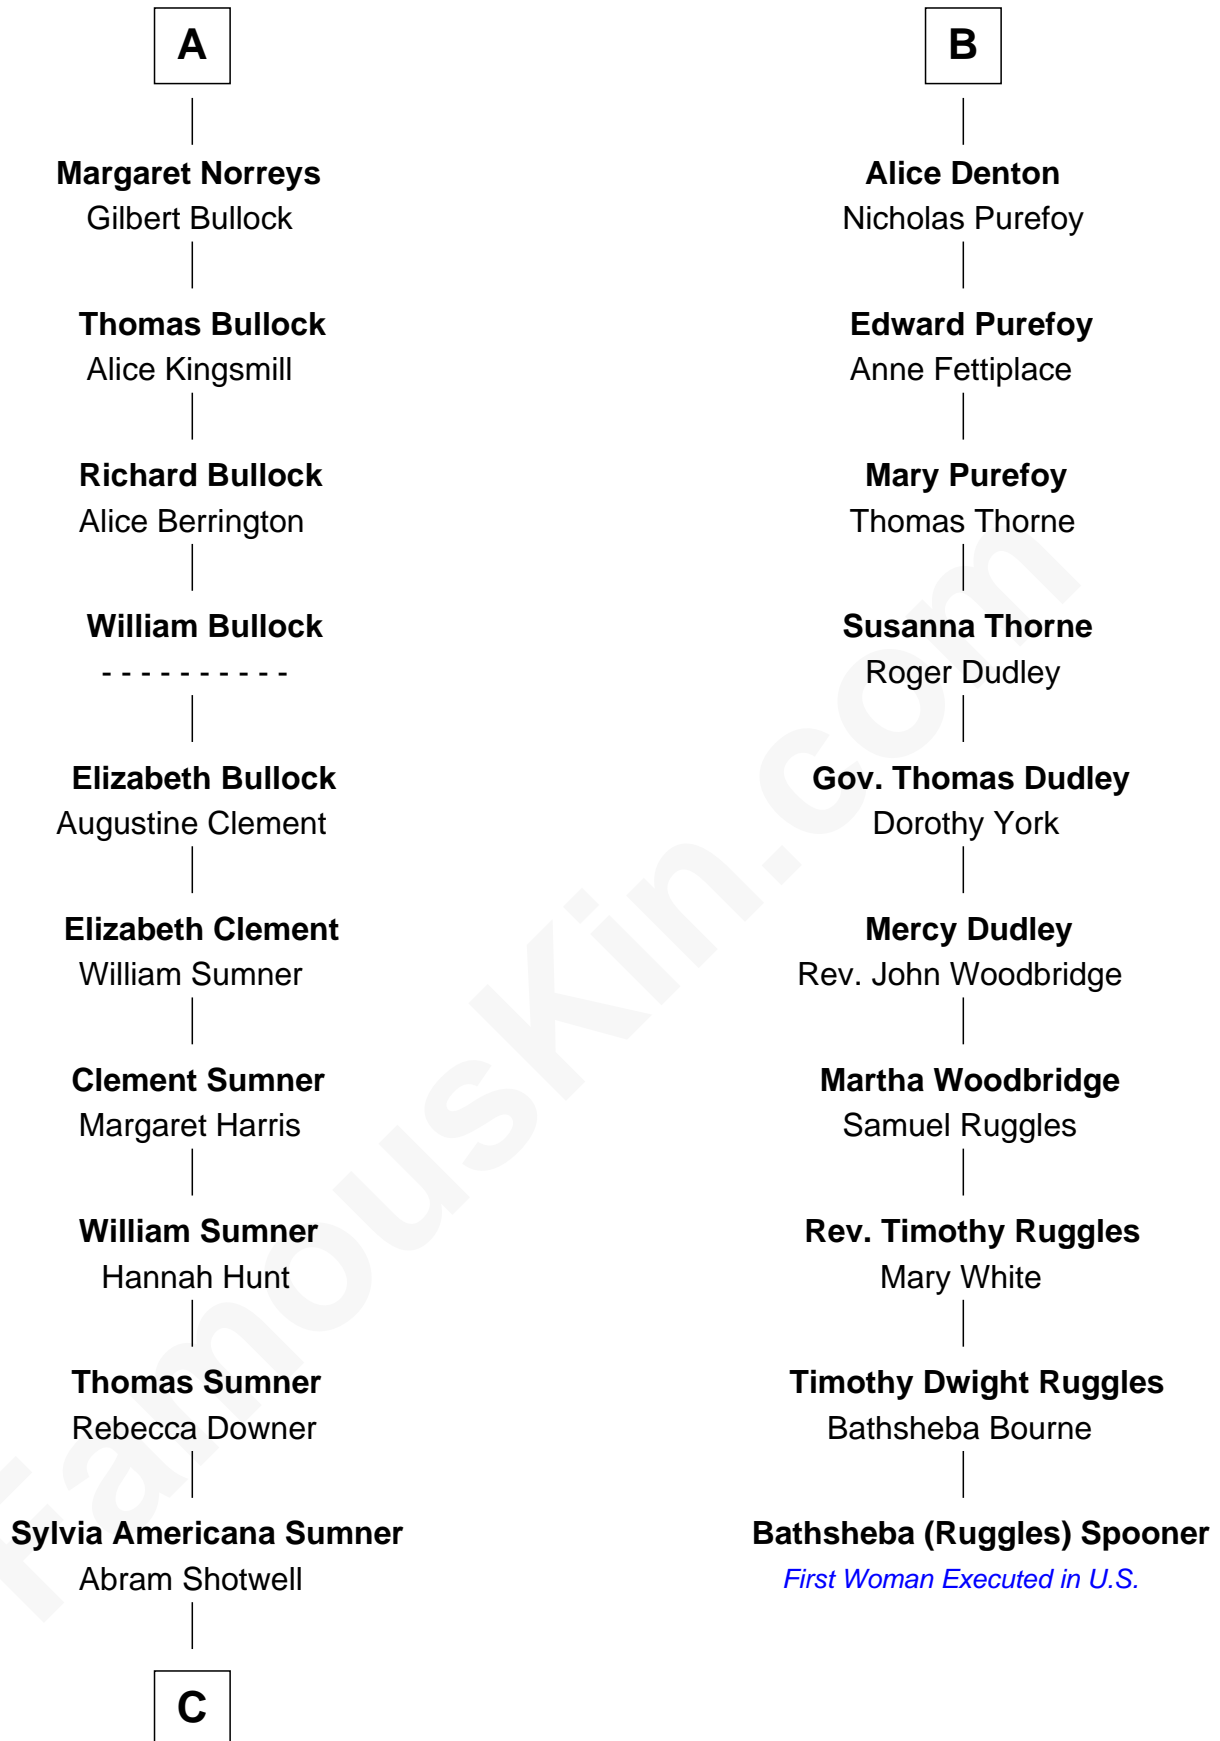 A
Margaret Norreys
Gilbert Bullock
Thomas Bullock
Alice Kingsmill
Richard Bullock
Alice Berrington
William Bullock
- - - - - - - - - -
Elizabeth Bullock
Augustine Clement
Elizabeth Clement
William Sumner
Clement Sumner
Margaret Harris
William Sumner
Hannah Hunt
Thomas Sumner
Rebecca Downer
Sylvia Americana Sumner
Abram Shotwell
C
B
Alice Denton
Nicholas Purefoy
Edward Purefoy
Anne Fettiplace
Mary Purefoy
Thomas Thorne
Susanna Thorne
Roger Dudley
Gov. Thomas Dudley
Dorothy York
Mercy Dudley
Rev. John Woodbridge
Martha Woodbridge
Samuel Ruggles
Rev. Timothy Ruggles
Mary White
Timothy Dwight Ruggles
Bathsheba Bourne
Bathsheba (Ruggles) Spooner
First Woman Executed in U.S.
FamousKin.com